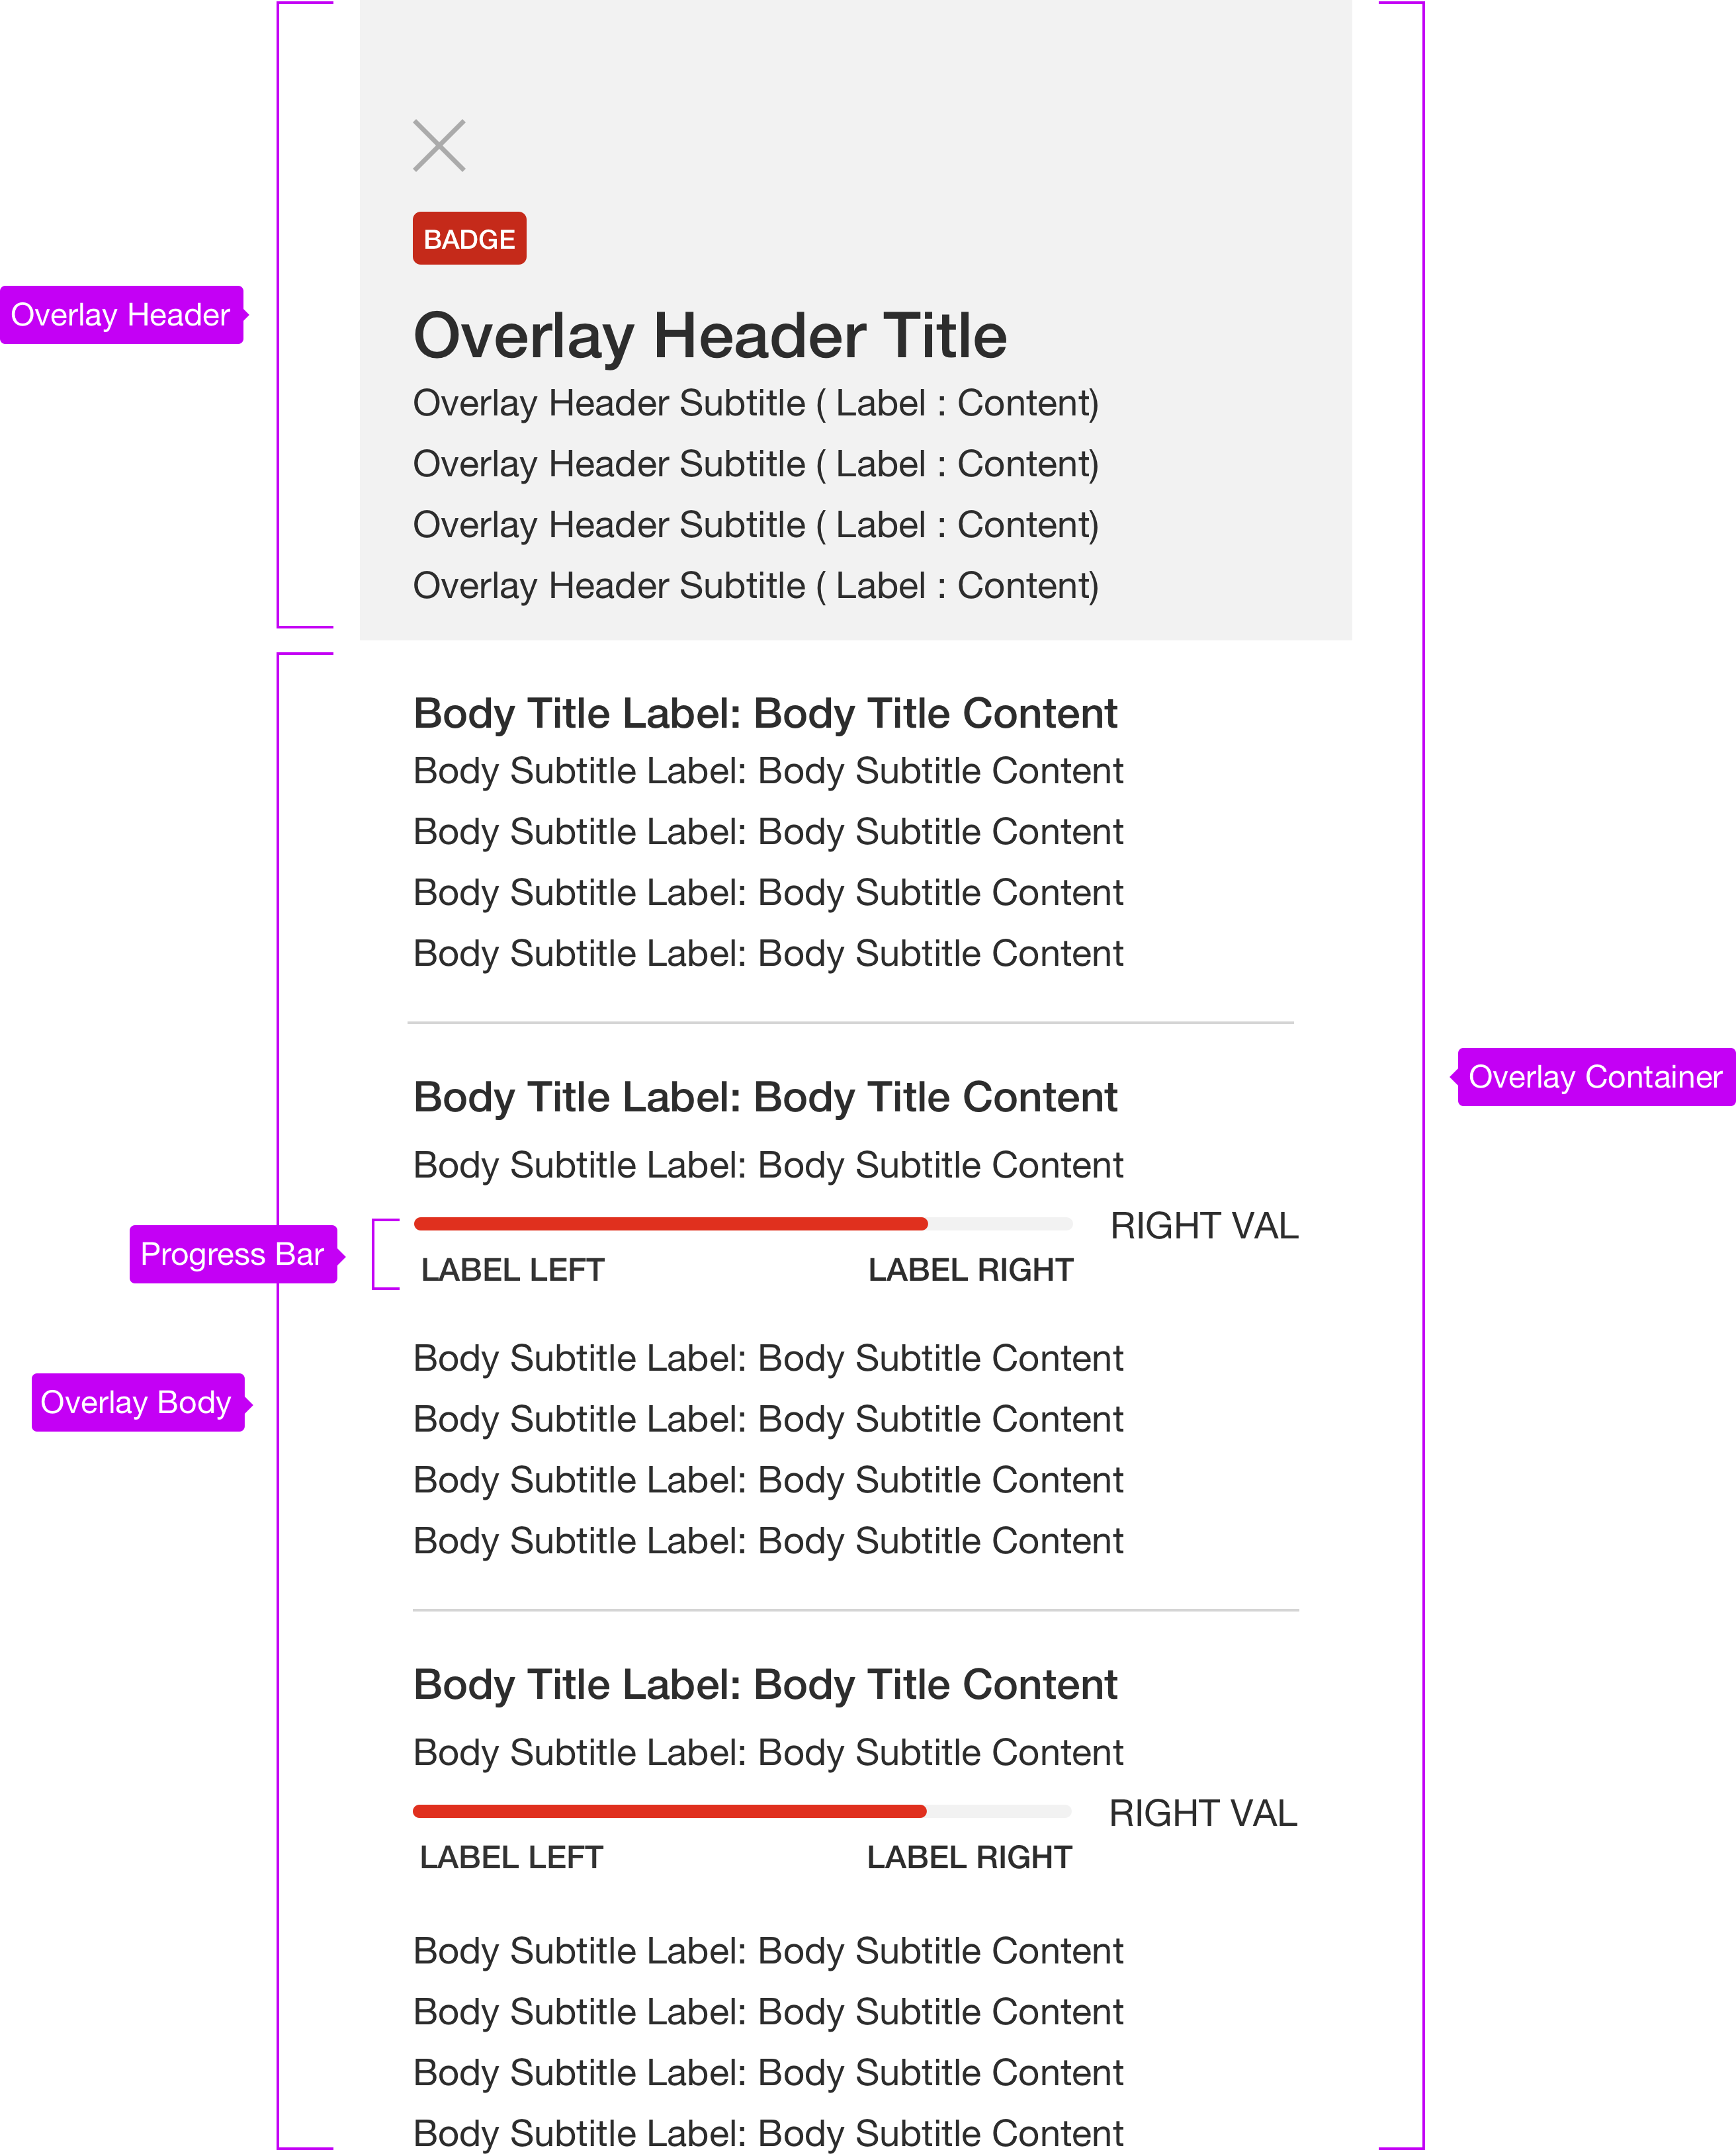 BADGE
Overlay Header
Overlay Header Title
Overlay Header Subtitle ( Label : Content)
Overlay Header Subtitle ( Label : Content)
Overlay Header Subtitle ( Label : Content)
Overlay Header Subtitle ( Label : Content)
Body Title Label: Body Title Content
Body Subtitle Label: Body Subtitle Content
Body Subtitle Label: Body Subtitle Content
Body Subtitle Label: Body Subtitle Content
Body Subtitle Label: Body Subtitle Content
Overlay Container
Body Title Label: Body Title Content
Body Subtitle Label: Body Subtitle Content
RIGHT VAL
Progress Bar
LABEL LEFT LABEL RIGHT
Body Subtitle Label: Body Subtitle Content
Overlay Body
Body Subtitle Label: Body Subtitle Content
Body Subtitle Label: Body Subtitle Content
Body Subtitle Label: Body Subtitle Content
Body Title Label: Body Title Content
Body Subtitle Label: Body Subtitle Content
RIGHT VAL
LABEL LEFT LABEL RIGHT
Body Subtitle Label: Body Subtitle Content
Body Subtitle Label: Body Subtitle Content
Body Subtitle Label: Body Subtitle Content
Body Subtitle Label: Body Subtitle Content